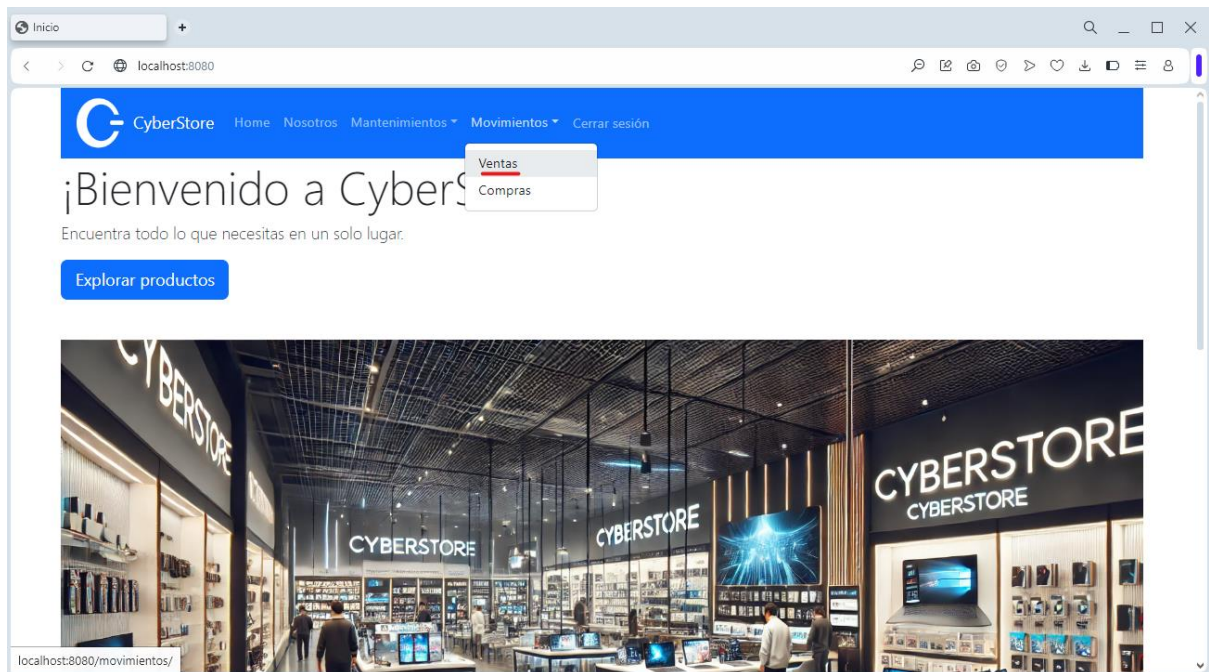 Inicio
localhost:8080
CyberStore Home Nosotros Mantenimientos Movimientos Cerrar sesión
Ventas
Compras
¡Bienvenido a CyberS
Encuentra todo lo que necesitas en un solo lugar.
Explorar productos
CYBERSTORE
CYBERSTORE
CYBERSTORE
CYBERSTORE
CYBERSTORE
localhost:8080/movimientos/